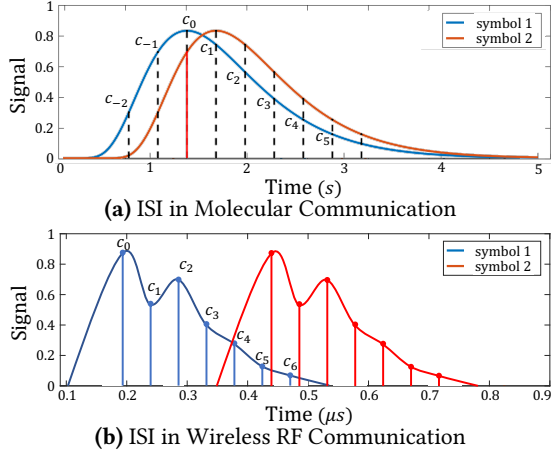 1
0.8
0.6
0.4
0.2
0
Signal
c₋₂
c₋₁
c₀
c₁
c₂
c₃
c₄
c₅
symbol 1
symbol 2
0 1 2 3 4 5
Time (s)
(a) ISI in Molecular Communication
1
0.8
0.6
0.4
0.2
0
Signal
c₀
c₁
c₂
c₃
c₄
c₅
c₆
symbol 1
symbol 2
0.1 0.2 0.3 0.4 0.5 0.6 0.7 0.8 0.9
Time (μs)
(b) ISI in Wireless RF Communication